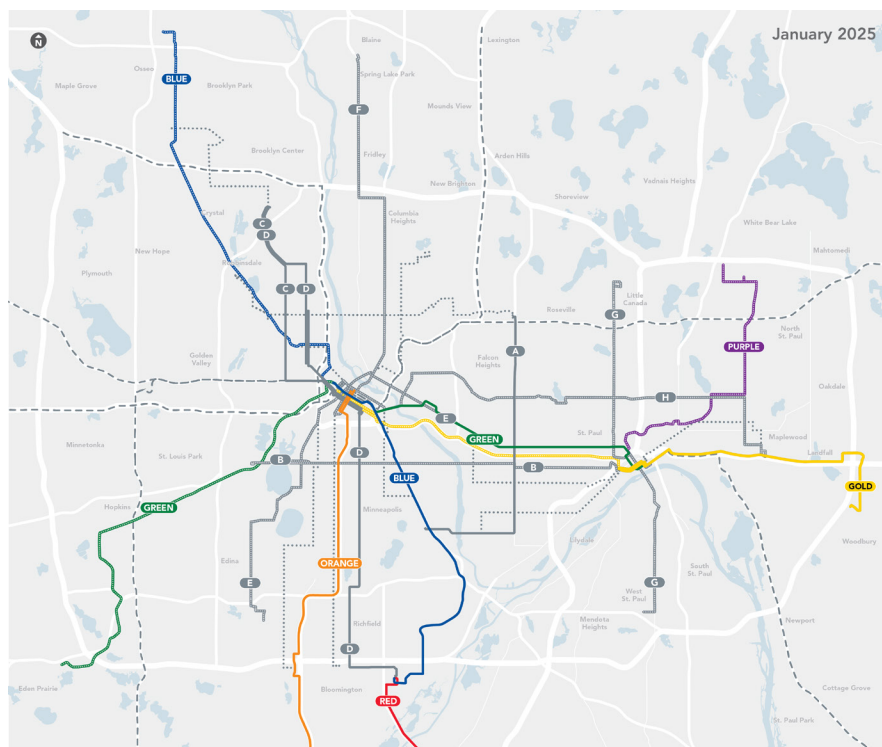 January 2025
N
Blaine
Lexington
Osseo
Spring Lake Park
BLUE
Maple Grove
Brooklyn Park
Mounds View
F
Brooklyn Center
Fridley
Arden Hills
New Brighton
Vadnais Heights
Shoreview
Crystal
Columbia
Heights
White Bear Lake
C
D
New Hope
Mahtomedi
Robbinsdale
Plymouth
C
D
Little
Canada
Roseville
G
North
St. Paul
Golden
Valley
Falcon
Heights
A
PURPLE
Oakdale
H
E
GREEN
St. Paul
Maplewood
Minnetonka
St. Louis Park
D
Landfall
B
B
BLUE
GOLD
Hopkins
GREEN
Minneapolis
Lilydale
Woodbury
Edina
ORANGE
South
St. Paul
E
West
St. Paul
G
Richfield
Mendota
Heights
Newport
D
Eden Prairie
Bloomington
RED
Cottage Grove
St. Paul Park